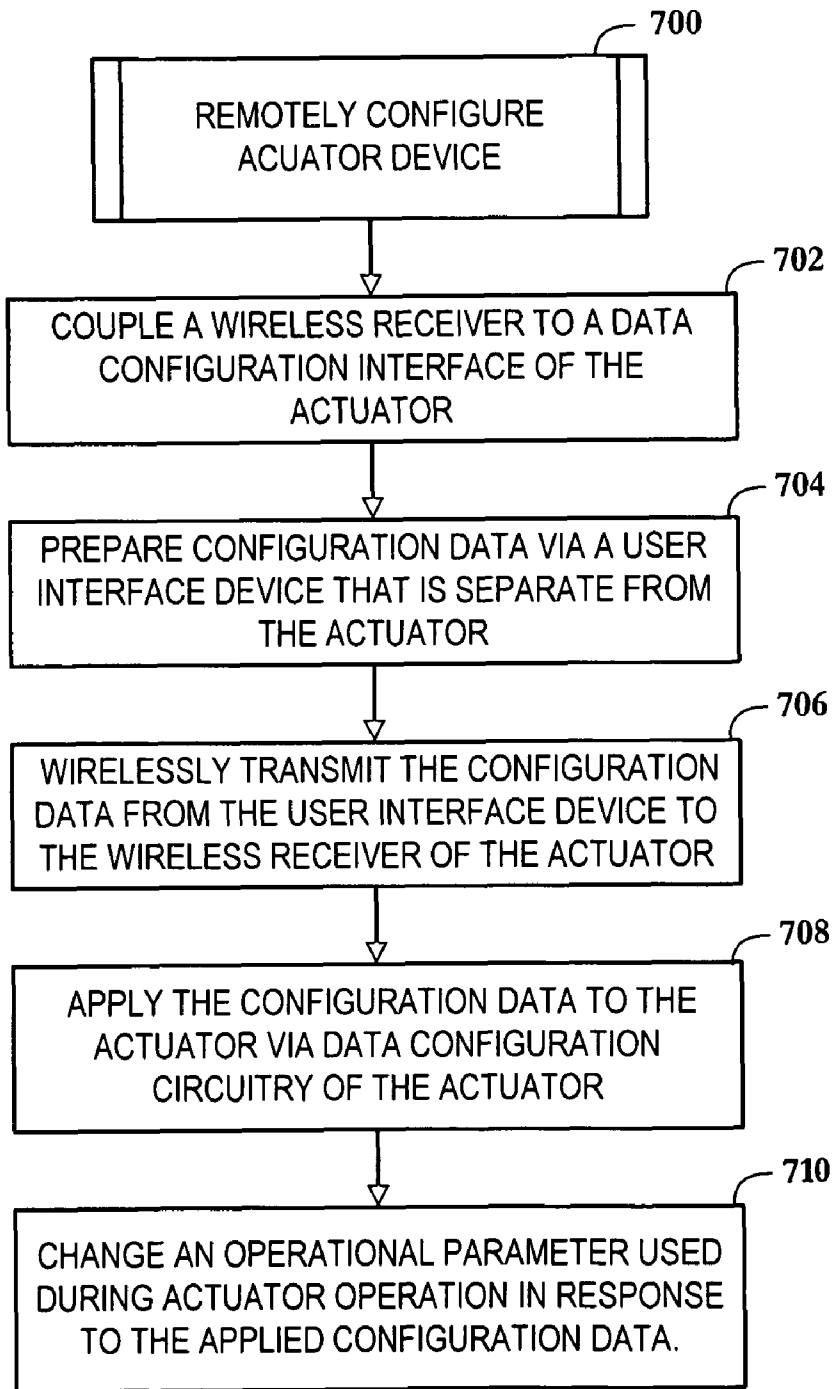 700
REMOTELY CONFIGURE
ACUATOR DEVICE
702
COUPLE A WIRELESS RECEIVER TO A DATA
CONFIGURATION INTERFACE OF THE
ACTUATOR
704
PREPARE CONFIGURATION DATA VIA A USER
INTERFACE DEVICE THAT IS SEPARATE FROM
THE ACTUATOR
706
WIRELESSLY TRANSMIT THE CONFIGURATION
DATA FROM THE USER INTERFACE DEVICE TO
THE WIRELESS RECEIVER OF THE ACTUATOR
708
APPLY THE CONFIGURATION DATA TO THE
ACTUATOR VIA DATA CONFIGURATION
CIRCUITRY OF THE ACTUATOR
710
CHANGE AN OPERATIONAL PARAMETER USED
DURING ACTUATOR OPERATION IN RESPONSE
TO THE APPLIED CONFIGURATION DATA.